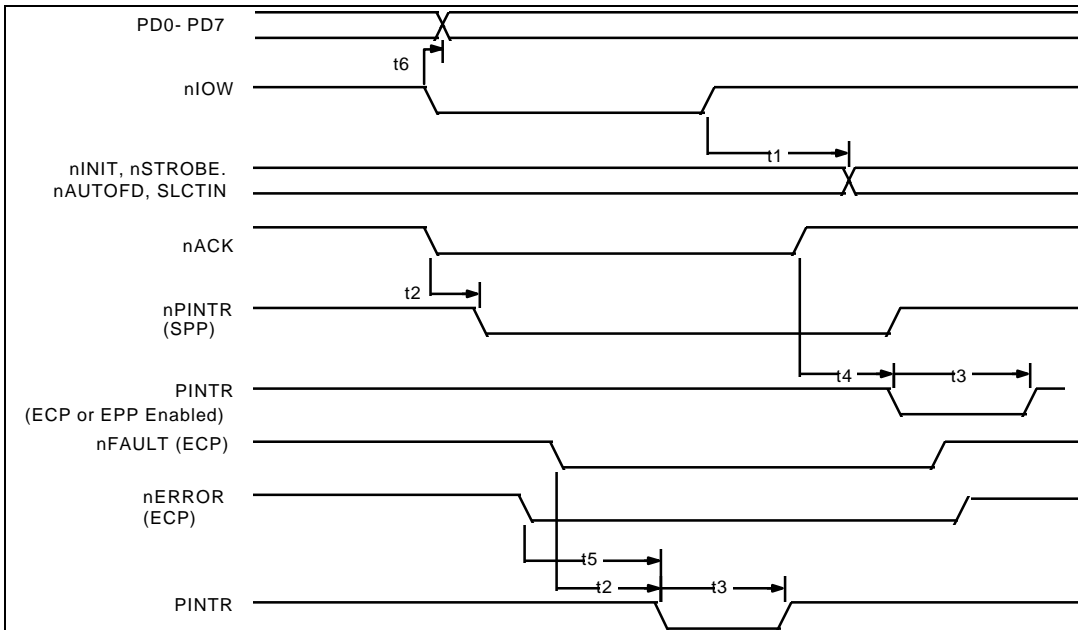 PD0- PD7
t6
nIOW
t1
nINIT, nSTROBE.
nAUTOFD, SLCTIN
nACK
t2
nPINTR
(SPP)
t4
t3
PINTR
(ECP or EPP Enabled)
nFAULT (ECP)
nERROR
(ECP)
t5
t2
t3
PINTR